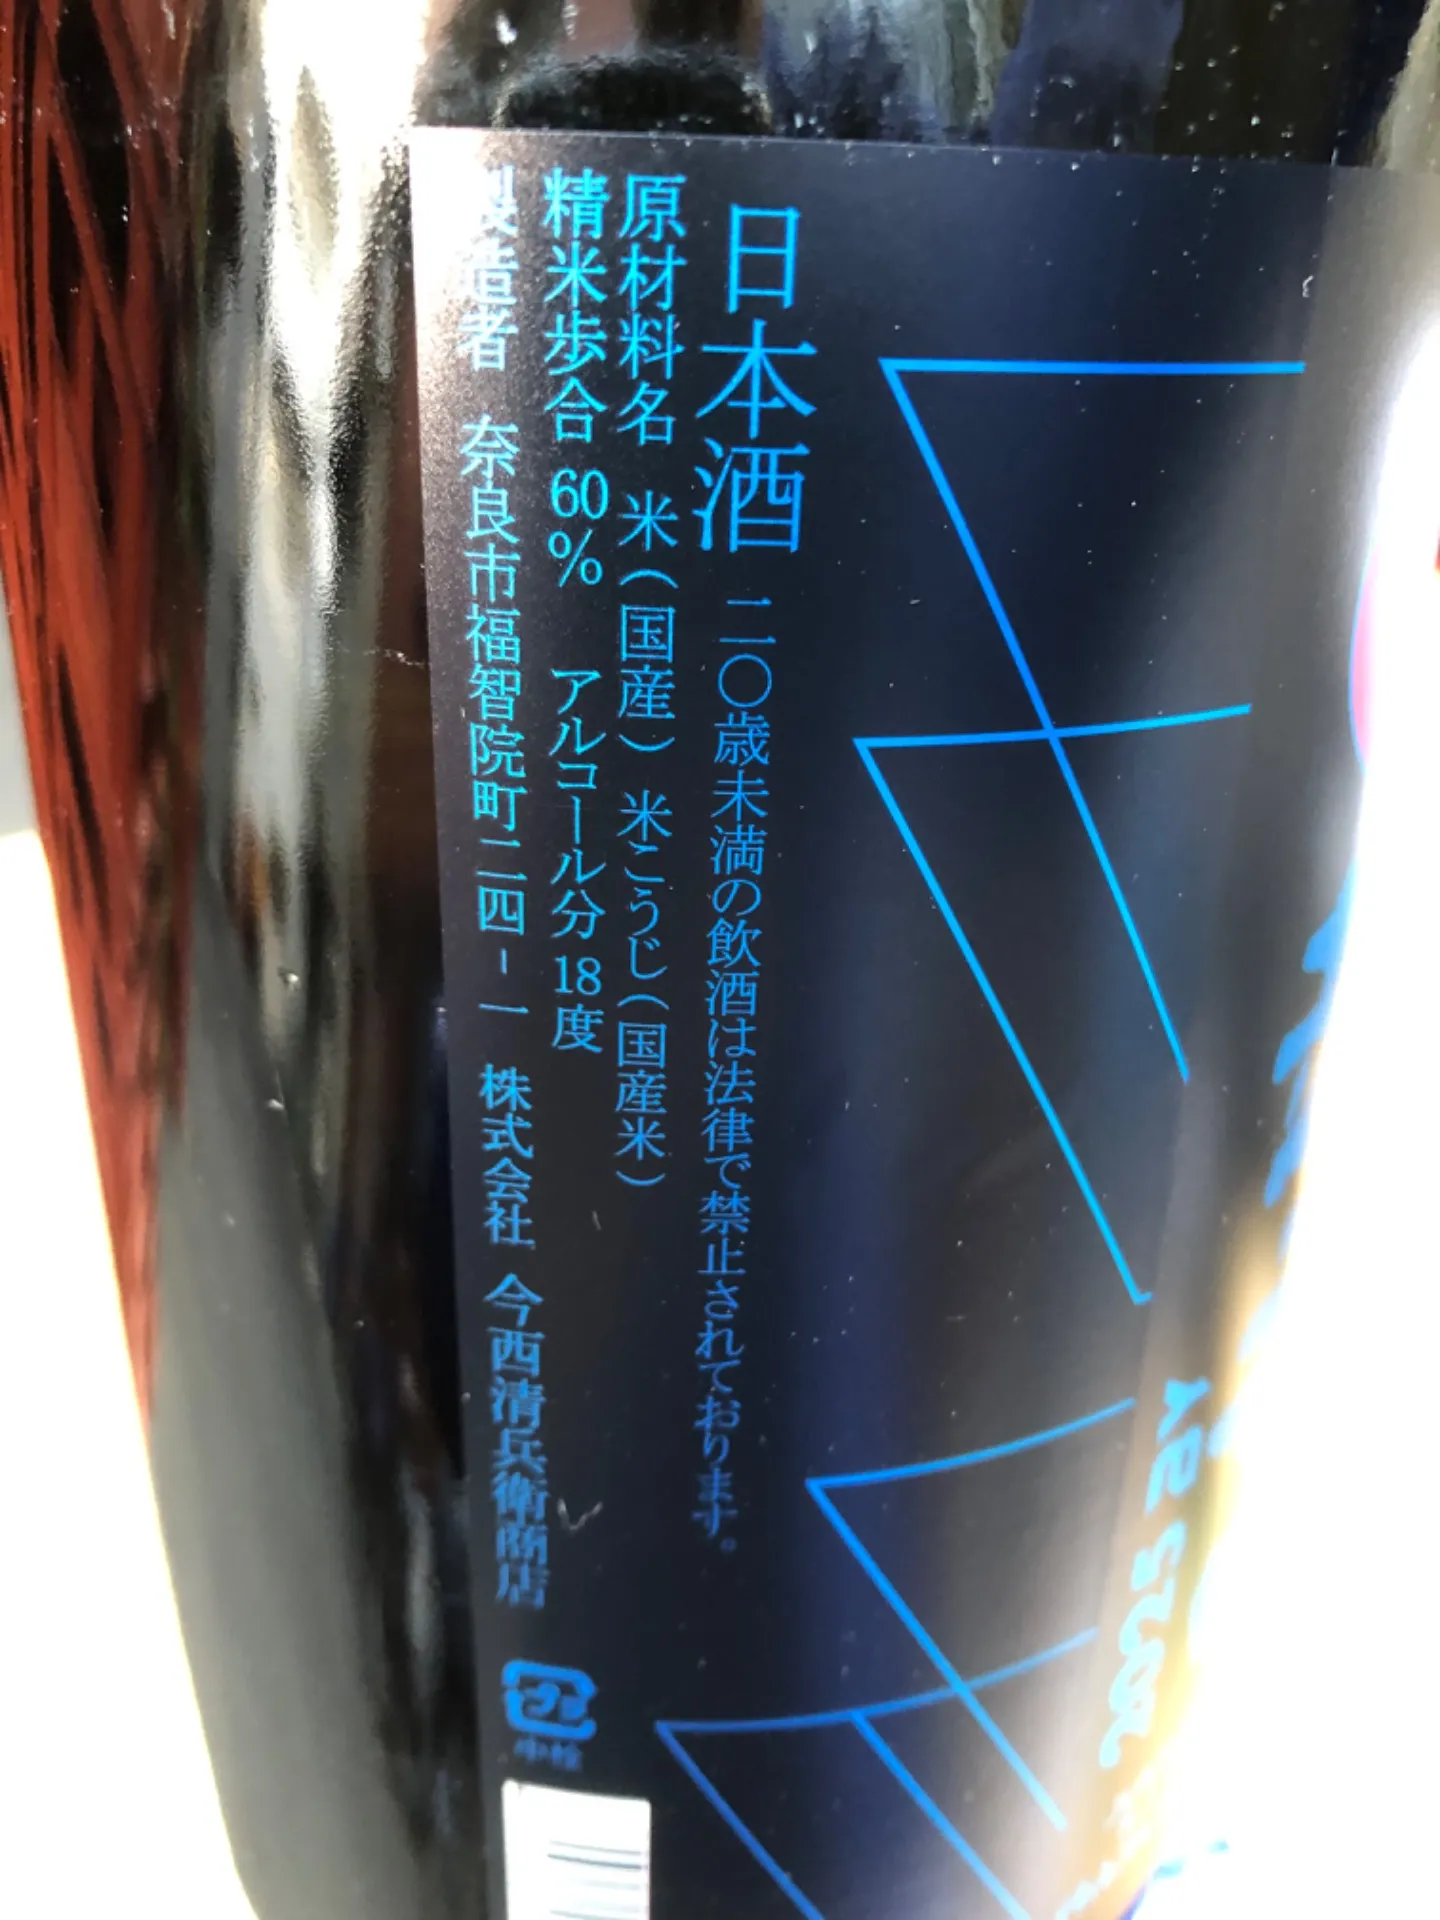 日本酒 二〇歳未満の飲酒は法律で禁止されております。
原材料名 米(国産) 米こうじ(国産米)
精米歩合 60% アルコール分 18度
製造者 奈良市福智院町二四-一 株式会社 今西清兵衛商店